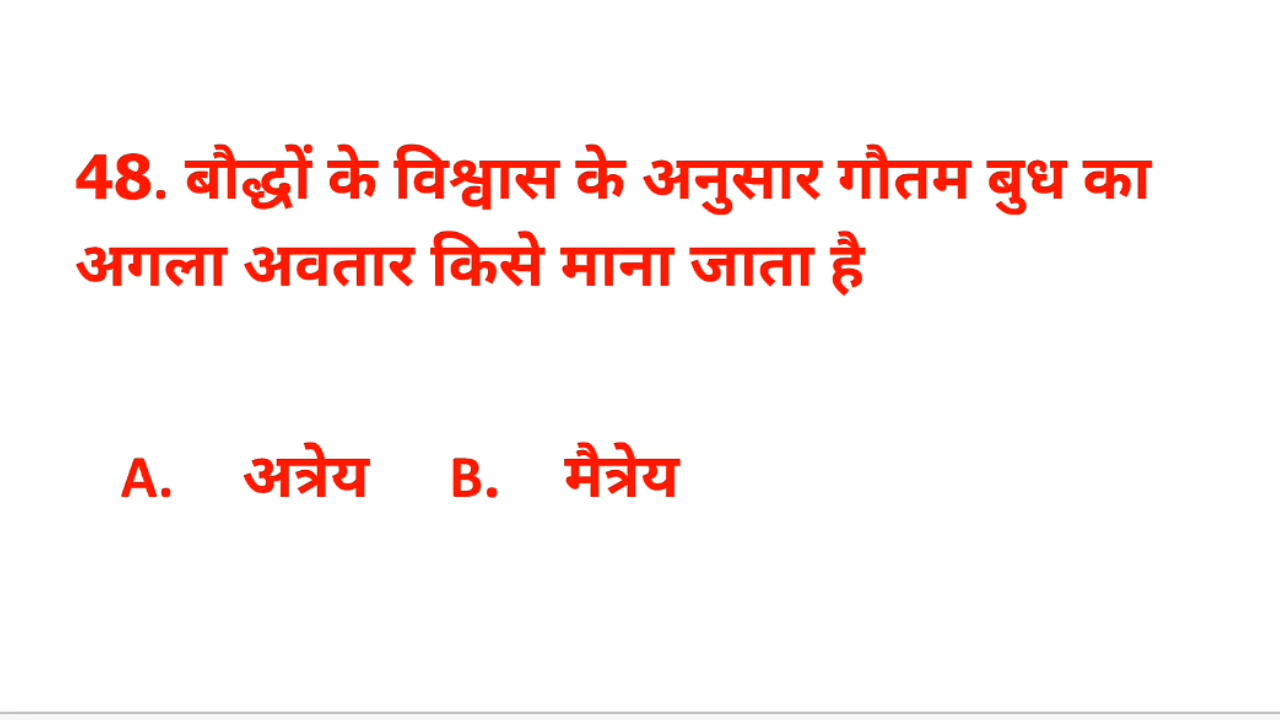 48. बौद्धों के विश्वास के अनुसार गौतम बुध का
अगला अवतार किसे माना जाता है
A. अत्रेय B. मैत्रेय